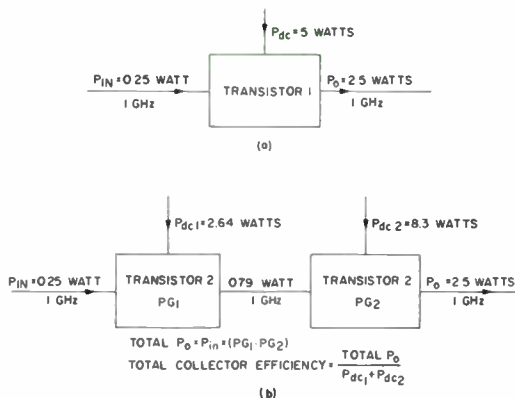 Pdc = 5 WATTS
PIN = 0.25 WATT
1 GHz
TRANSISTOR 1
Po = 2.5 WATTS
1 GHz
(a)
Pdc1 = 2.64 WATTS
Pdc 2 = 8.3 WATTS
PIN = 0.25 WATT
1 GHz
TRANSISTOR 2
PG1
0.79 WATT
1 GHz
TRANSISTOR 2
PG2
Po = 2.5 WATTS
1 GHz
TOTAL Po = Pin = (PG1 · PG2)
TOTAL COLLECTOR EFFICIENCY = TOTAL Po
Pdc1 + Pdc2
(b)